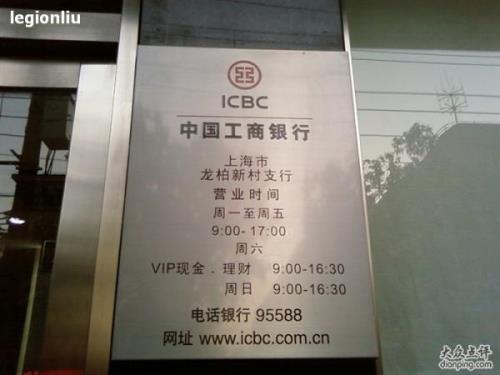 legionliu
ICBC
中国工商银行
上海市
龙柏新村支行
营业时间
周一至周五
9:00- 17:00
周六
VIP现金﹒理财 9:00-16:30
周日 9:00-16:30
电话银行 95588
网址 www.icbc.com.cn
大众点评
dianping.com